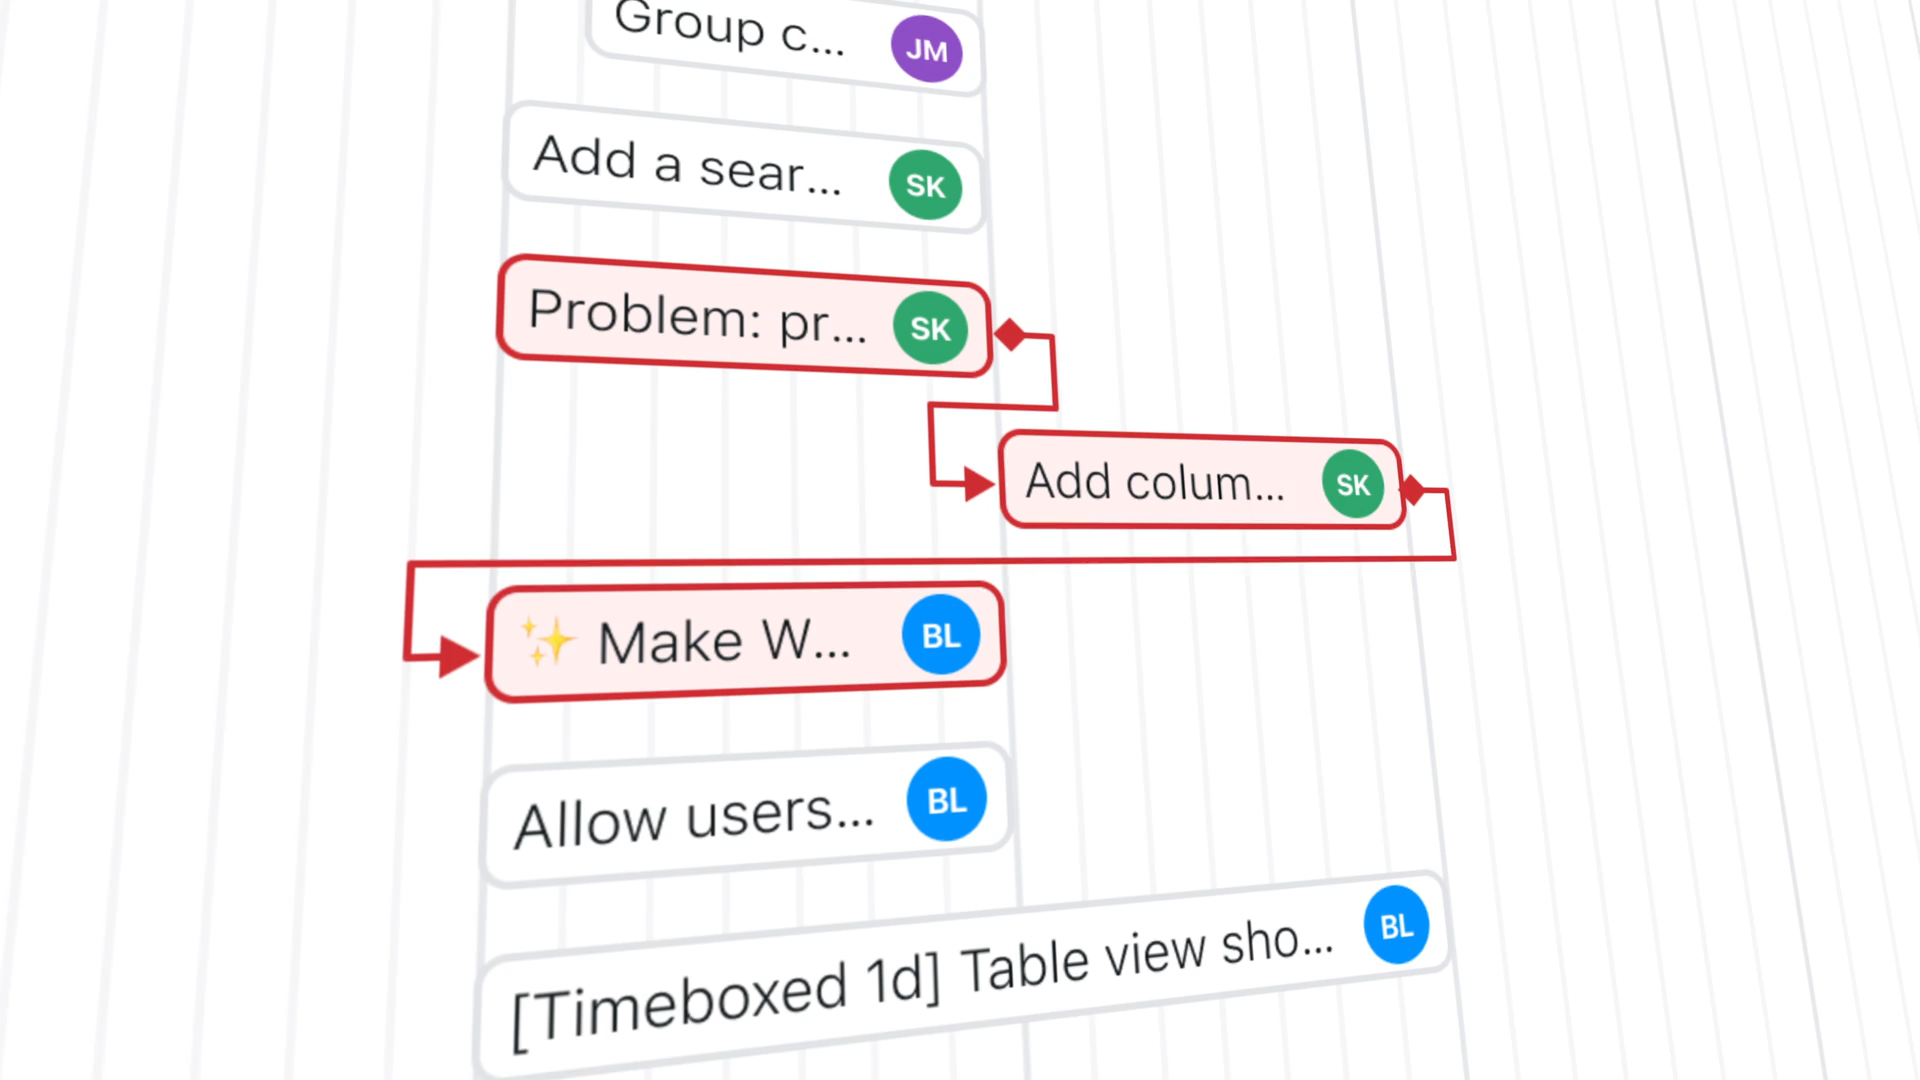 Group c... JM
Add a sear... SK
Problem: pr... SK
Add colum... SK
✨ Make W... BL
Allow users... BL
[Timeboxed 1d] Table view sho... BL